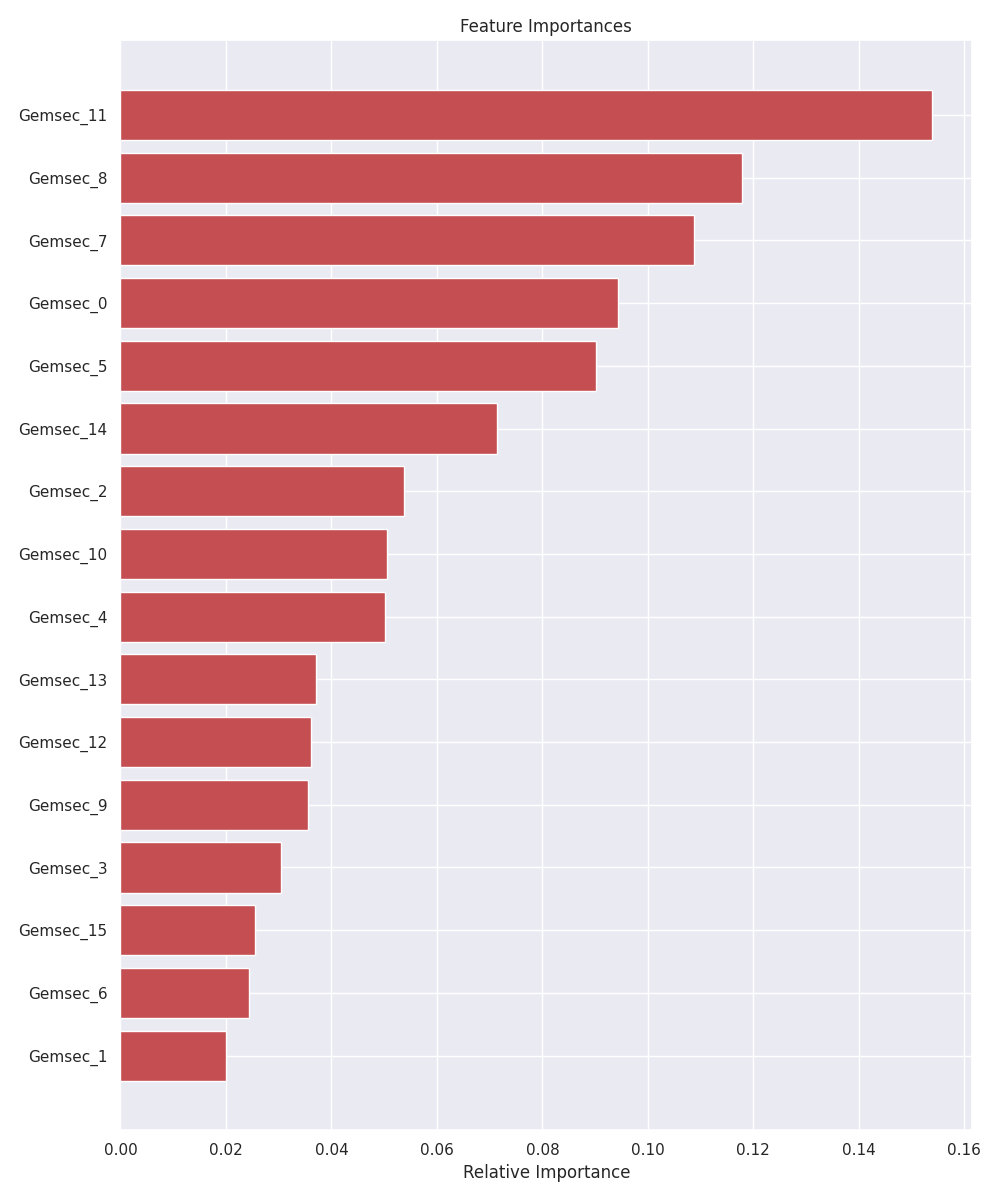 Feature Importances
Gemsec_11
Gemsec_8
Gemsec_7
Gemsec_0
Gemsec_5
Gemsec_14
Gemsec_2
Gemsec_10
Gemsec_4
Gemsec_13
Gemsec_12
Gemsec_9
Gemsec_3
Gemsec_15
Gemsec_6
Gemsec_1
0.00 0.02 0.04 0.06 0.08 0.10 0.12 0.14 0.16
Relative Importance